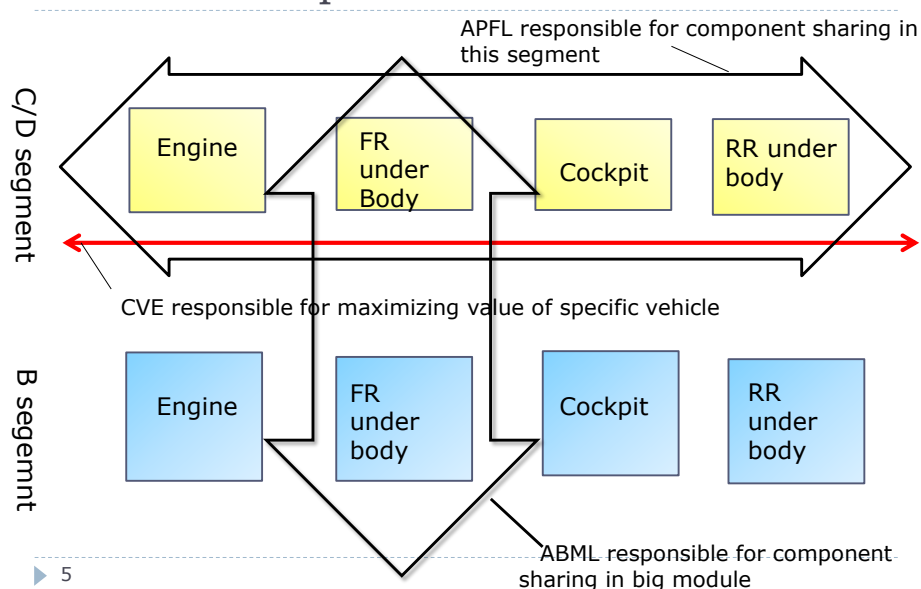 APFL responsible for component sharing in
this segment
C/D segment
Engine
FR
under
Body
Cockpit
RR under
body
CVE responsible for maximizing value of specific vehicle
B segemnt
Engine
FR
under
body
Cockpit
RR
under
body
ABML responsible for component
sharing in big module
5